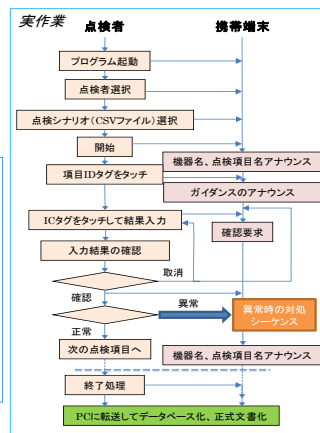 実作業
点検者
携帯端末
プログラム起動
点検者選択
点検シナリオ(CSVファイル)選択
開始
機器名、点検項目名アナウンス
項目IDタグをタッチ
ガイダンスのアナウンス
ICタグをタッチして結果入力
確認要求
入力結果の確認
取消
確認
異常
異常時の対処
シーケンス
正常
次の点検項目へ
機器名、点検項目名アナウンス
終了処理
PCに転送してデータベース化、正式文書化